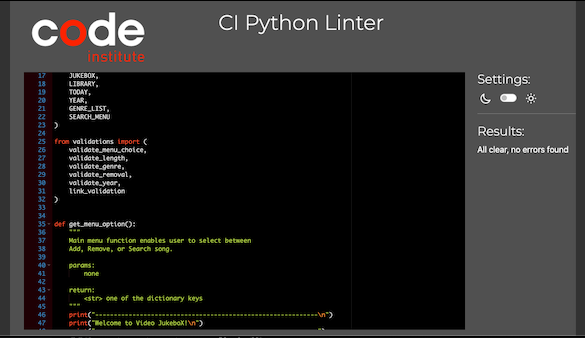 code
institute
CI Python Linter
17 JUKEBOX,
18 LIBRARY,
19 TODAY,
20 YEAR,
21 GENRE_LIST,
22 SEARCH_MENU
23 )
24
25 from validations import (
26 validate_menu_choice,
27 validate_length,
28 validate_genre,
29 validate_removal,
30 validate_year,
31 link_validation
32 )
33
34
35 def get_menu_option():
36 """
37 Main menu function enables user to select between
38 Add, Remove, or Search song.
39
40 params:
41 none
42
43 return:
44 <str> one of the dictionary keys
45 """
46 print("-----------------------------------------------------------\n")
47 print("Welcome to Video JukeboX!\n")
Settings:
Results:
All clear, no errors found